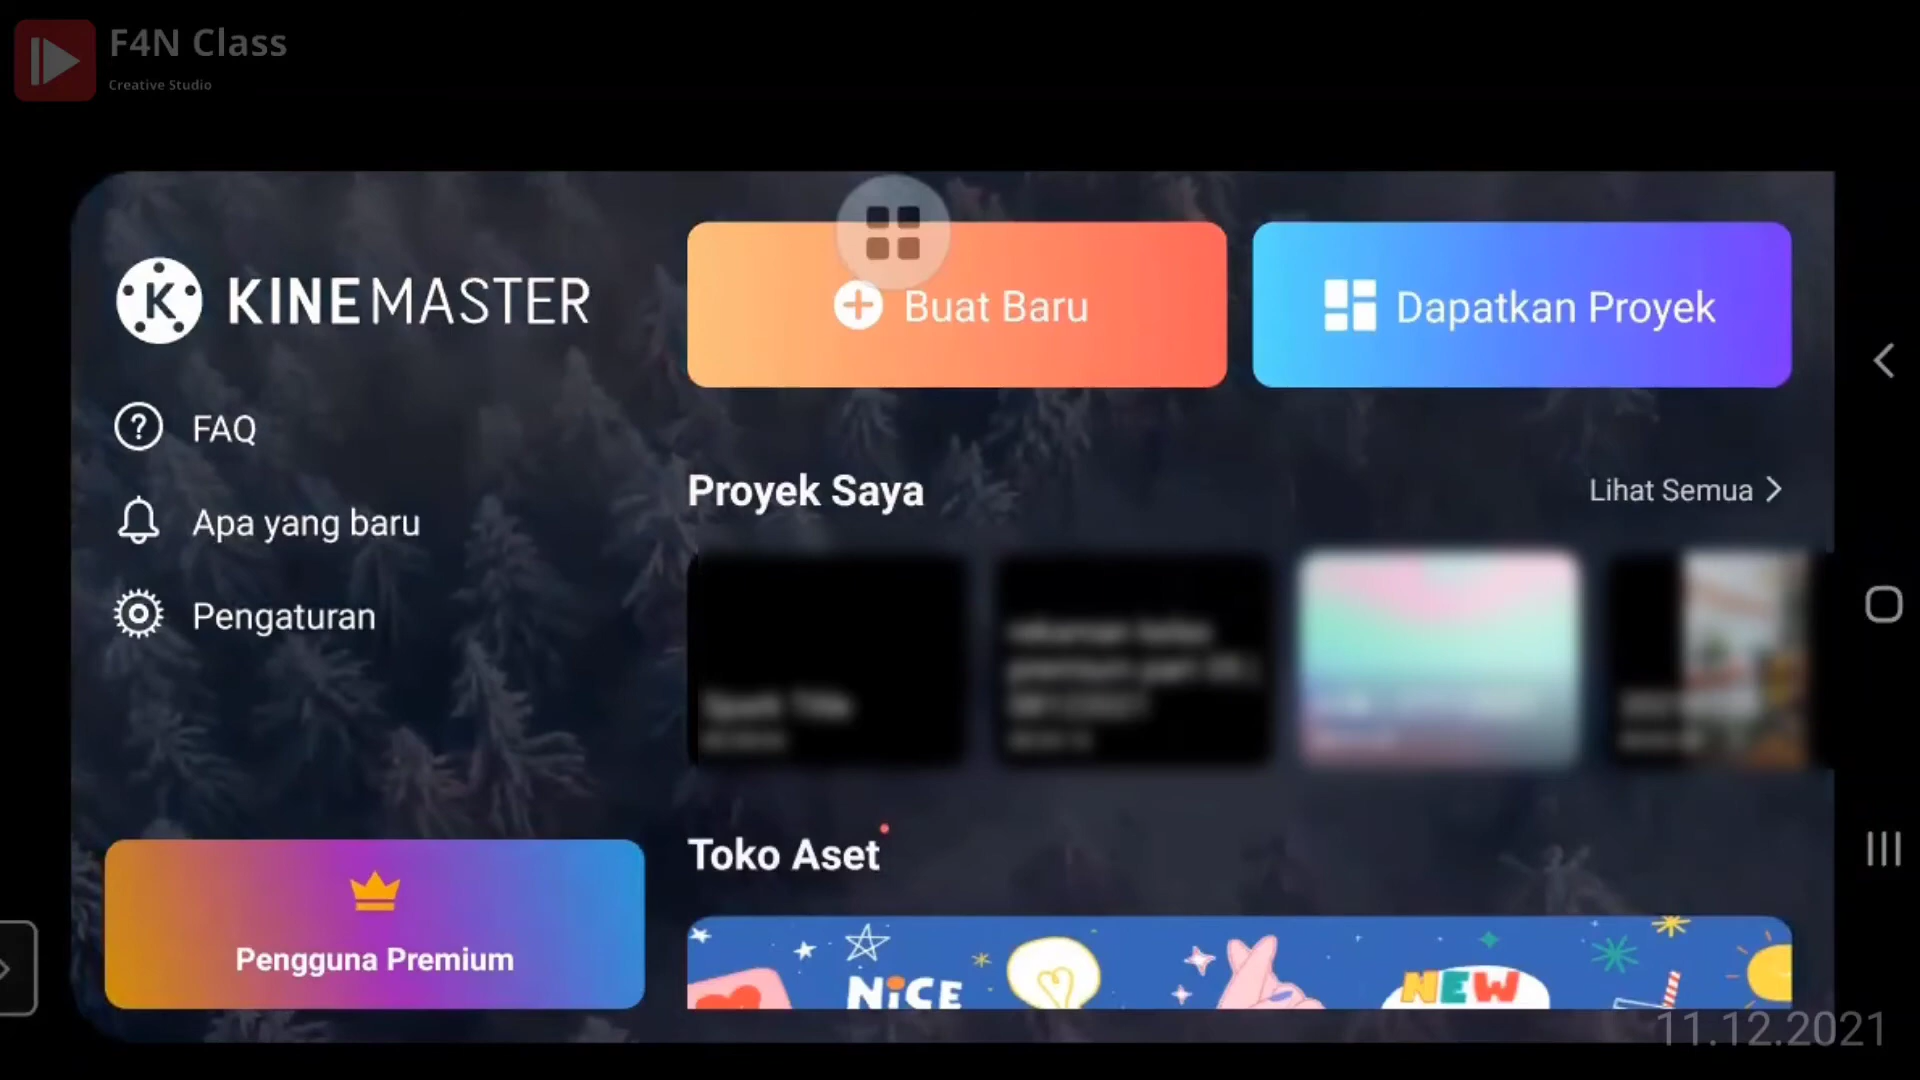 F4N Class
Creative Studio
KINEMASTER
FAQ
Apa yang baru
Pengaturan
Pengguna Premium
Buat Baru
Dapatkan Proyek
Proyek Saya
Lihat Semua
Toko Aset
NiCE
NEW
11.12.2021